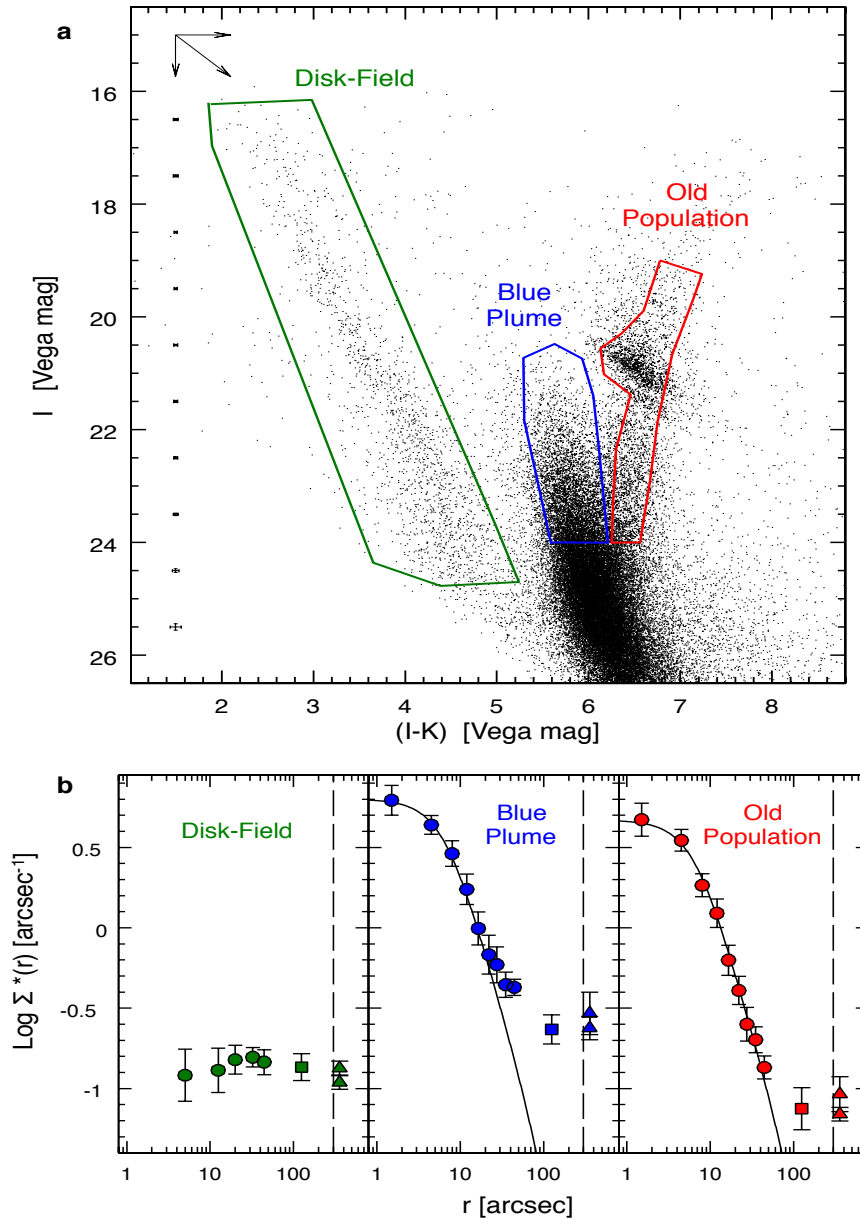 a
Disk-Field
Old
Population
Blue
Plume
16
18
20
22
24
26
I [Vega mag]
2 3 4 5 6 7 8
(I-K) [Vega mag]
b
Disk-Field
Blue
Plume
Old
Population
0.5
0
-0.5
-1
Log Σ*(r) [arcsec⁻¹]
1 10 100 1 10 100 1 10 100
r [arcsec]